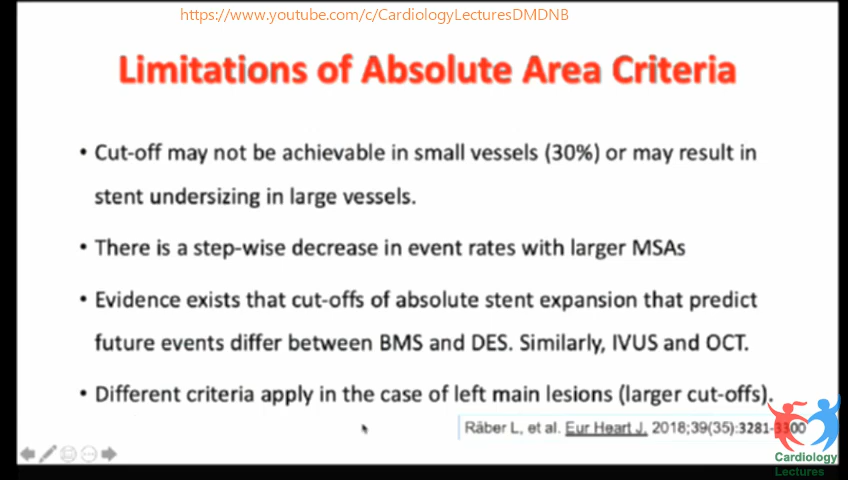 https://www.youtube.com/c/CardiologyLecturesDMDNB
Limitations of Absolute Area Criteria
• Cut-off may not be achievable in small vessels (30%) or may result in
stent undersizing in large vessels.
• There is a step-wise decrease in event rates with larger MSAs
• Evidence exists that cut-offs of absolute stent expansion that predict
future events differ between BMS and DES. Similarly, IVUS and OCT.
• Different criteria apply in the case of left main lesions (larger cut-offs).
Räber L, et al. Eur Heart J. 2018;39(35):3281-3300
Cardiology
Lectures